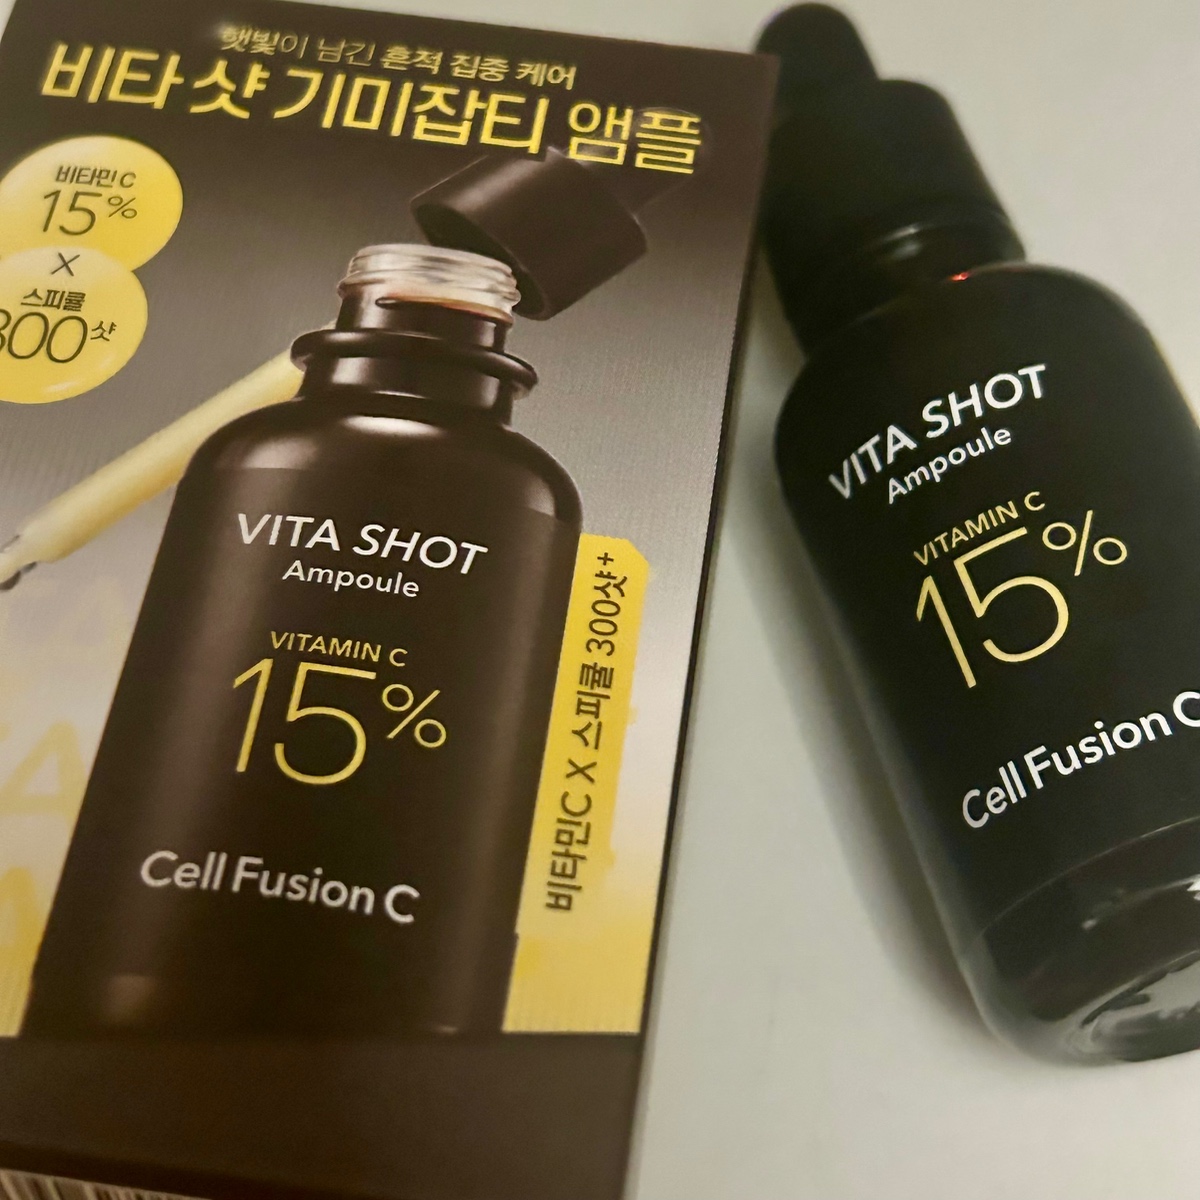 햇빛이 남긴 흔적 집중 케어
비타 샷 기미잡티 앰플
비타민 C
15%
X
스피큘
300샷
VITA SHOT
Ampoule
VITAMIN C
15%
Cell Fusion C
비타민C X 스피큘 300샷+
VITA SHOT
Ampoule
VITAMIN C
15%
Cell Fusion C